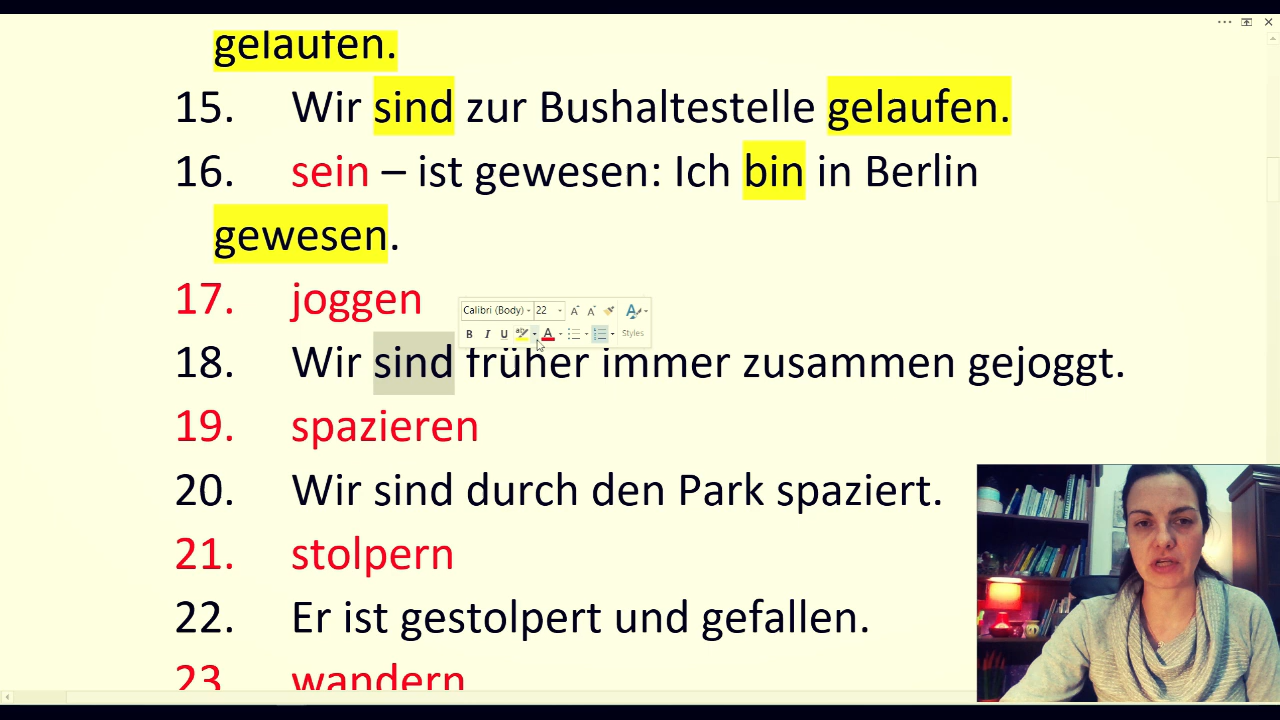 gelaufen.
15. Wir sind zur Bushaltestelle gelaufen.
16. sein – ist gewesen: Ich bin in Berlin
gewesen.
17. joggen
Calibri (Body) 22 A A A
B I U ab A Styles
18. Wir sind früher immer zusammen gejoggt.
19. spazieren
20. Wir sind durch den Park spaziert.
21. stolpern
22. Er ist gestolpert und gefallen.
23 wandern